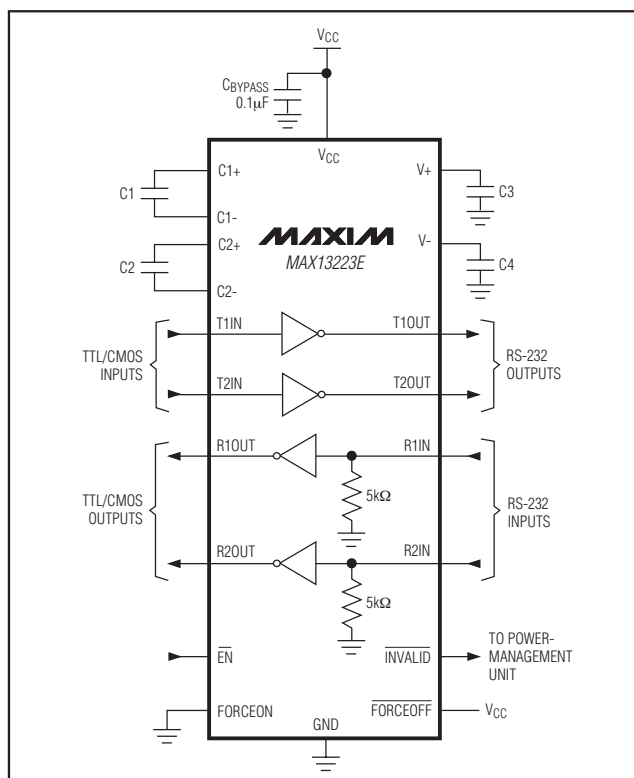 VCC
CBYPASS
0.1µF
VCC
C1+
V+
C1
C3
C1-
C2+
V-
MAXIM
MAX13223E
C2
C4
C2-
T1IN
T1OUT
TTL/CMOS
INPUTS
RS-232
OUTPUTS
T2IN
T2OUT
R1OUT
R1IN
5kΩ
TTL/CMOS
OUTPUTS
RS-232
INPUTS
R2OUT
R2IN
5kΩ
EN
INVALID
TO POWER-
MANAGEMENT
UNIT
FORCEON
FORCEOFF
VCC
GND